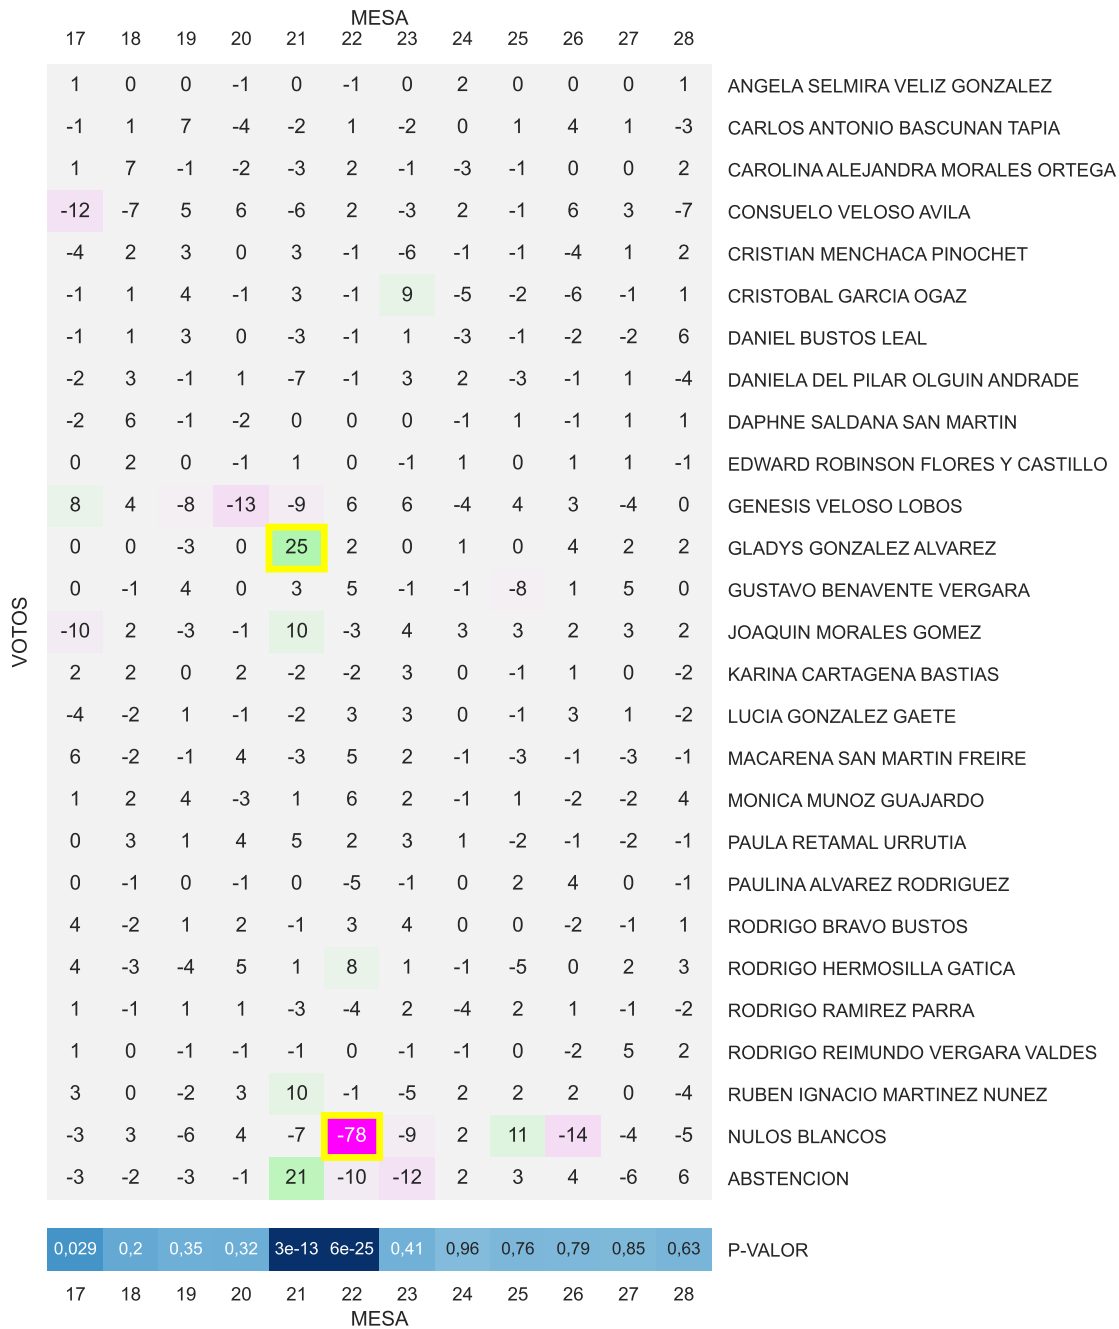 MESA
17 18 19 20 21 22 23 24 25 26 27 28
1 0 0 -1 0 -1 0 2 0 0 0 1 ANGELA SELMIRA VELIZ GONZALEZ
-1 1 7 -4 -2 1 -2 0 1 4 1 -3 CARLOS ANTONIO BASCUNAN TAPIA
1 7 -1 -2 -3 2 -1 -3 -1 0 0 2 CAROLINA ALEJANDRA MORALES ORTEGA
-12 -7 5 6 -6 2 -3 2 -1 6 3 -7 CONSUELO VELOSO AVILA
-4 2 3 0 3 -1 -6 -1 -1 -4 1 2 CRISTIAN MENCHACA PINOCHET
-1 1 4 -1 3 -1 9 -5 -2 -6 -1 1 CRISTOBAL GARCIA OGAZ
-1 1 3 0 -3 -1 1 -3 -1 -2 -2 6 DANIEL BUSTOS LEAL
-2 3 -1 1 -7 -1 3 2 -3 -1 1 -4 DANIELA DEL PILAR OLGUIN ANDRADE
-2 6 -1 -2 0 0 0 -1 1 -1 1 1 DAPHNE SALDANA SAN MARTIN
0 2 0 -1 1 0 -1 1 0 1 1 -1 EDWARD ROBINSON FLORES Y CASTILLO
8 4 -8 -13 -9 6 6 -4 4 3 -4 0 GENESIS VELOSO LOBOS
0 0 -3 0 25 2 0 1 0 4 2 2 GLADYS GONZALEZ ALVAREZ
0 -1 4 0 3 5 -1 -1 -8 1 5 0 GUSTAVO BENAVENTE VERGARA
VOTOS
-10 2 -3 -1 10 -3 4 3 3 2 3 2 JOAQUIN MORALES GOMEZ
2 2 0 2 -2 -2 3 0 -1 1 0 -2 KARINA CARTAGENA BASTIAS
-4 -2 1 -1 -2 3 3 0 -1 3 1 -2 LUCIA GONZALEZ GAETE
6 -2 -1 4 -3 5 2 -1 -3 -1 -3 -1 MACARENA SAN MARTIN FREIRE
1 2 4 -3 1 6 2 -1 1 -2 -2 4 MONICA MUNOZ GUAJARDO
0 3 1 4 5 2 3 1 -2 -1 -2 -1 PAULA RETAMAL URRUTIA
0 -1 0 -1 0 -5 -1 0 2 4 0 -1 PAULINA ALVAREZ RODRIGUEZ
4 -2 1 2 -1 3 4 0 0 -2 -1 1 RODRIGO BRAVO BUSTOS
4 -3 -4 5 1 8 1 -1 -5 0 2 3 RODRIGO HERMOSILLA GATICA
1 -1 1 1 -3 -4 2 -4 2 1 -1 -2 RODRIGO RAMIREZ PARRA
1 0 -1 -1 -1 0 -1 -1 0 -2 5 2 RODRIGO REIMUNDO VERGARA VALDES
3 0 -2 3 10 -1 -5 2 2 2 0 -4 RUBEN IGNACIO MARTINEZ NUNEZ
-3 3 -6 4 -7 -78 -9 2 11 -14 -4 -5 NULOS BLANCOS
-3 -2 -3 -1 21 -10 -12 2 3 4 -6 6 ABSTENCION
0,029 0,2 0,35 0,32 3e-13 6e-25 0,41 0,96 0,76 0,79 0,85 0,63 P-VALOR
17 18 19 20 21 22 23 24 25 26 27 28
MESA